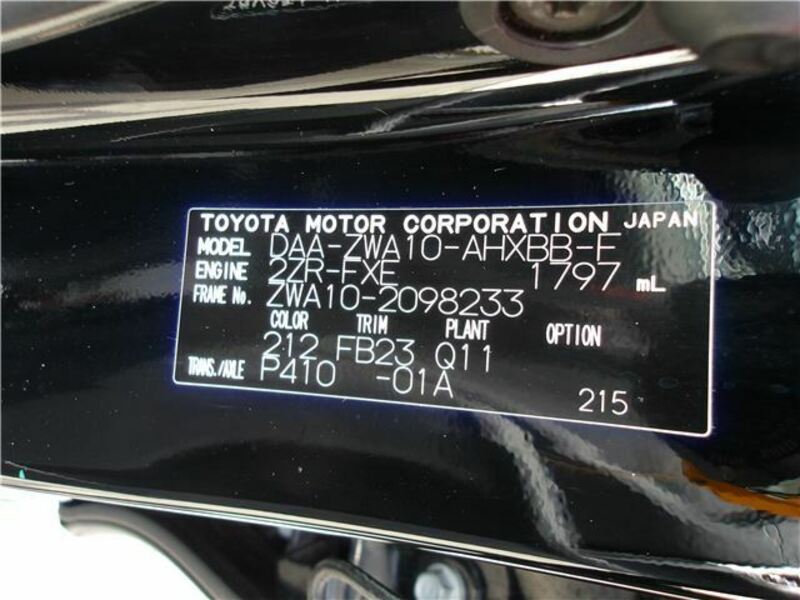 TOYOTA MOTOR CORPORATION JAPAN
MODEL DAA-ZWA10-AHXBB-F
ENGINE 2ZR-FXE 1797 mL
FRAME No. ZWA10-2098233
COLOR TRIM PLANT OPTION
212 FB23 Q11
TRANS./AXLE P410 -01A
215